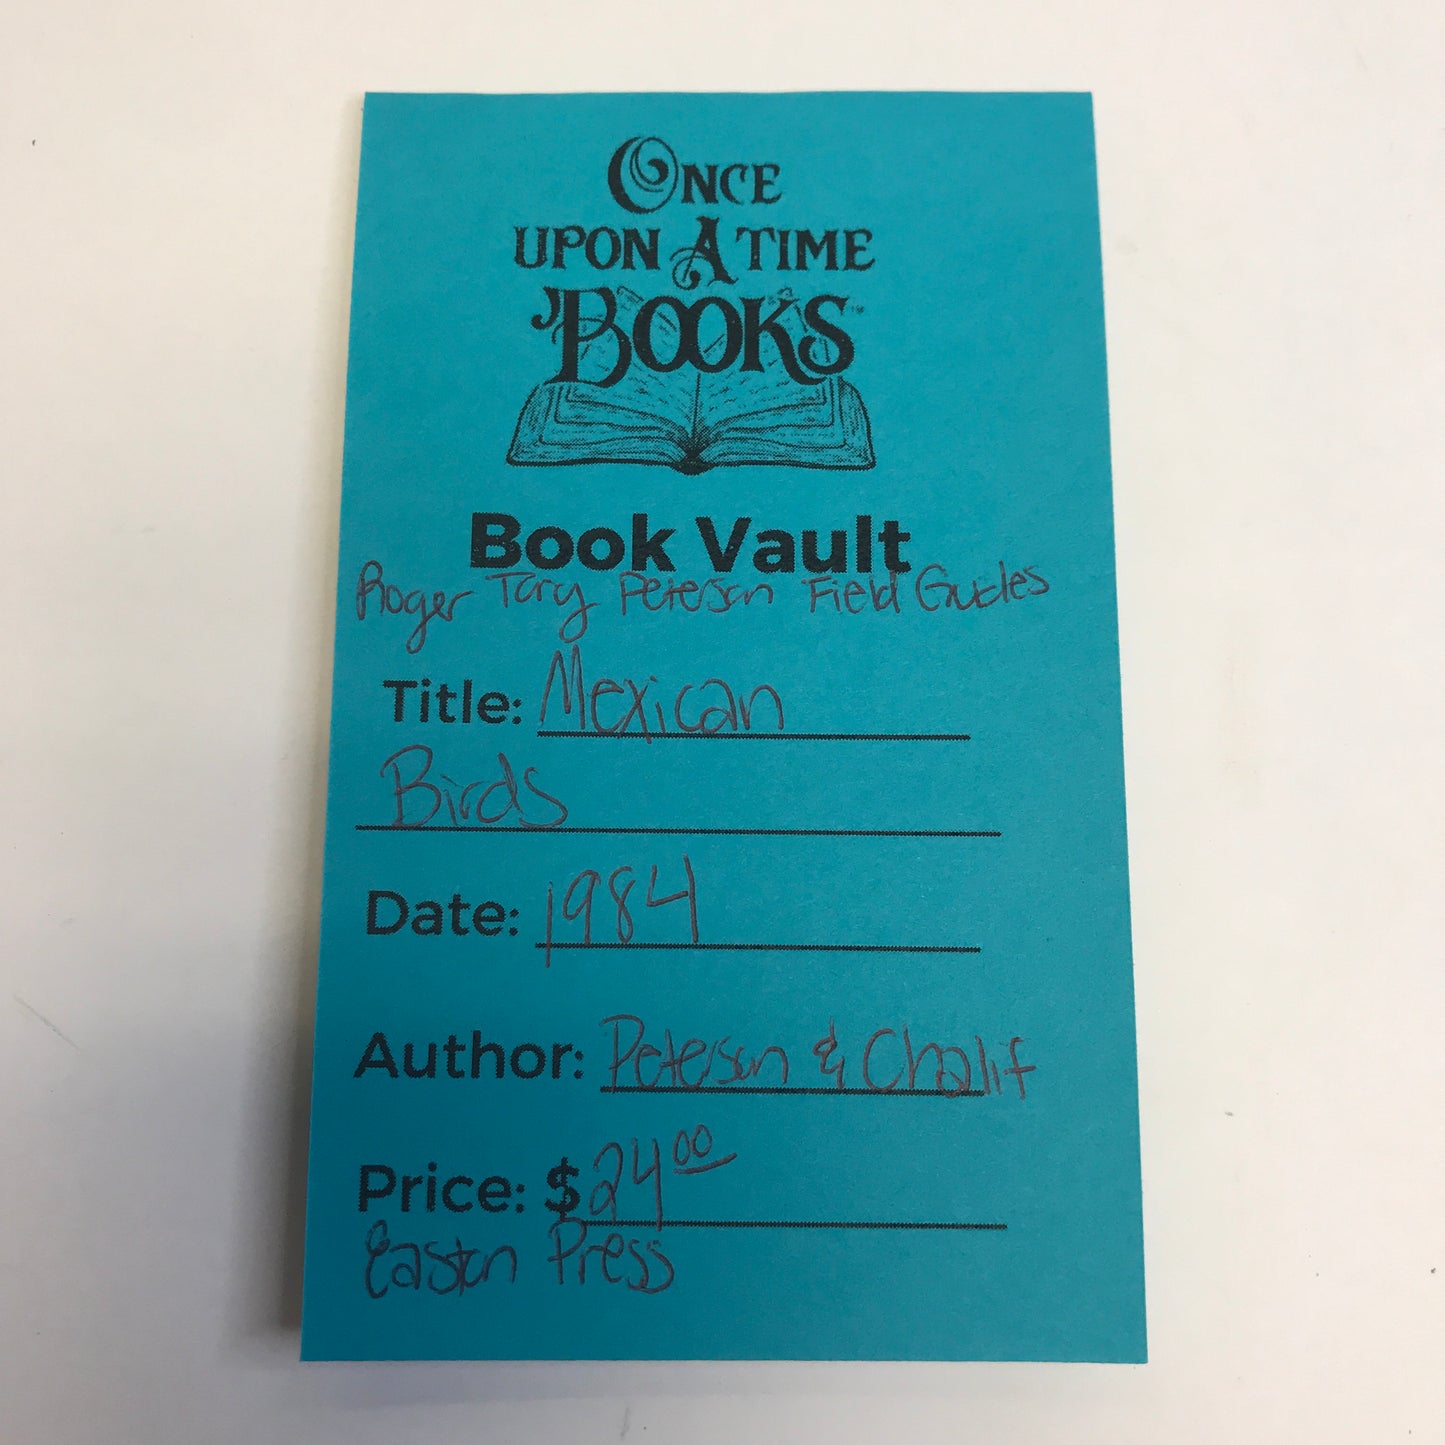 ONCE
UPON A TIME
BOOKS™
Book Vault
Roger Tory Peterson Field Guides
Title: Mexican
Birds
Date: 1984
Author: Peterson & Chalif
Price: $24.00
Easton Press